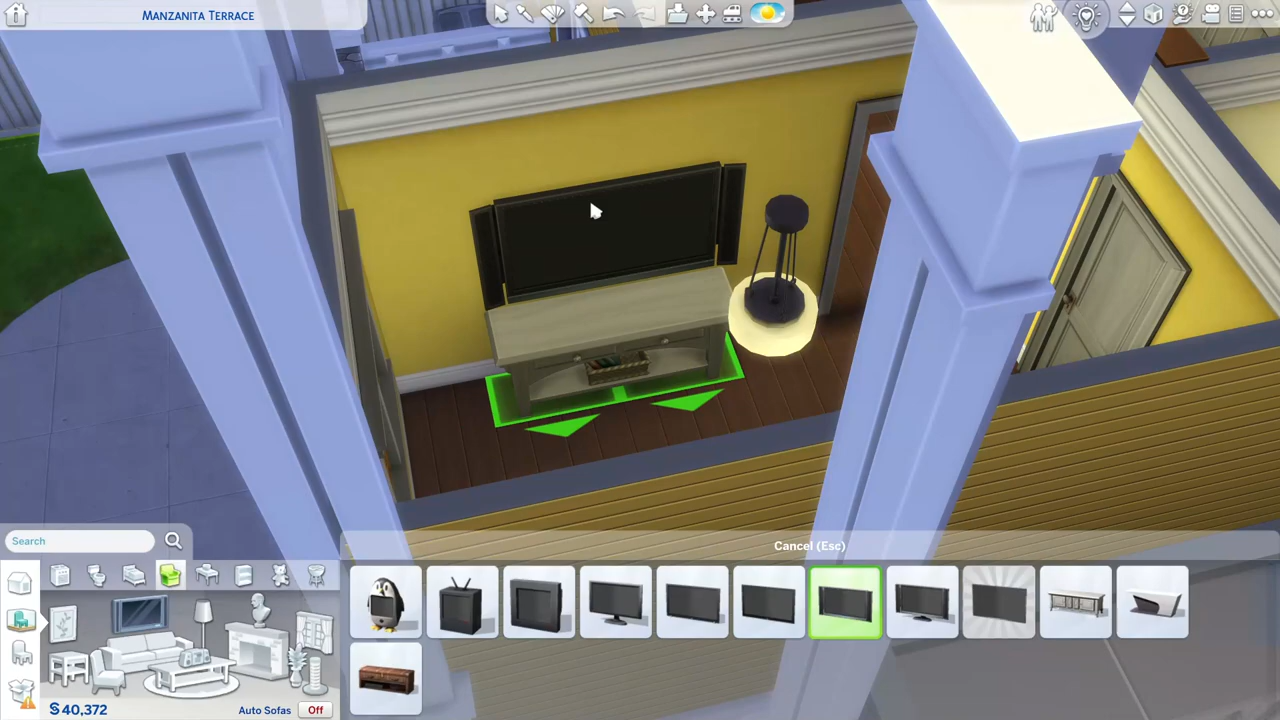 MANZANITA TERRACE
Cancel (Esc)
Search
§ 40,372
Auto Sofas
Off